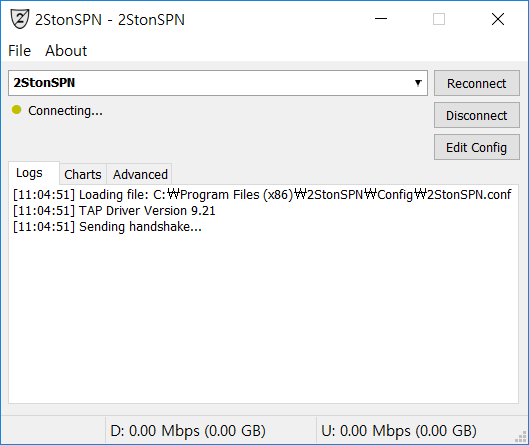 2StonSPN - 2StonSPN
File About
2StonSPN
Reconnect
Connecting...
Disconnect
Edit Config
Logs Charts Advanced
[11:04:51] Loading file: C:₩Program Files (x86)₩2StonSPN₩Config₩2StonSPN.conf
[11:04:51] TAP Driver Version 9.21
[11:04:51] Sending handshake...
D: 0.00 Mbps (0.00 GB) U: 0.00 Mbps (0.00 GB)